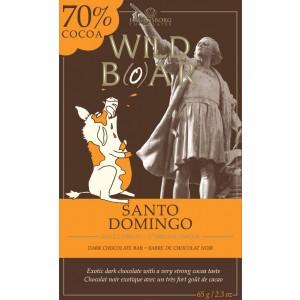 70%
COCOA
WILD
BOAR
SANTO
DOMINGO
DARK CHOCOLATE BAR - BARRE DE CHOCOLAT NOIR
Exotic dark chocolate with a very strong cocoa taste
Chocolat noir exotique avec un très fort goût de cacao
65 g / 2.3 oz